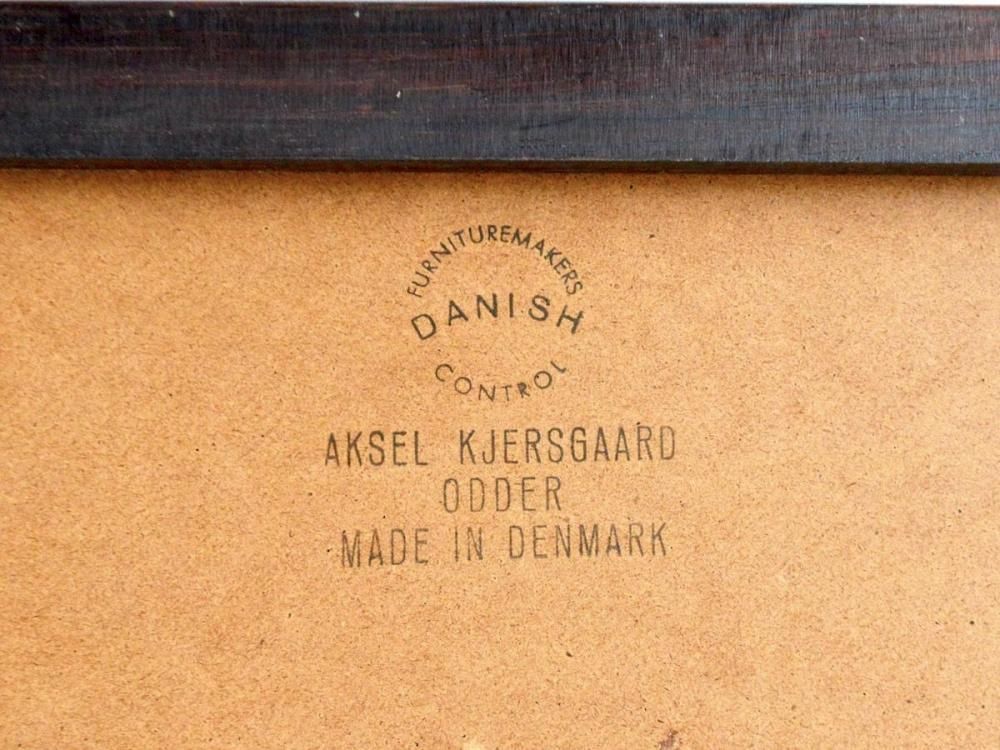 FURNITUREMAKERS
DANISH
CONTROL
AKSEL KJERSGAARD
ODDER
MADE IN DENMARK